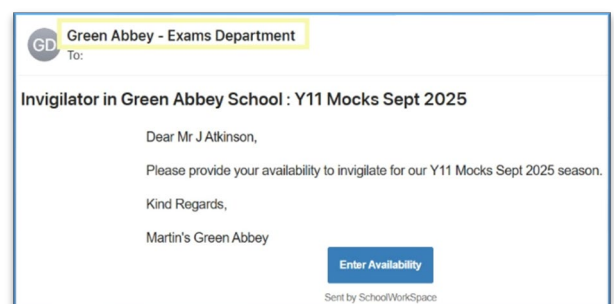 GD
Green Abbey - Exams Department
To:
Invigilator in Green Abbey School : Y11 Mocks Sept 2025
Dear Mr J Atkinson,
Please provide your availability to invigilate for our Y11 Mocks Sept 2025 season.
Kind Regards,
Martin's Green Abbey
Enter Availability
Sent by SchoolWorkSpace